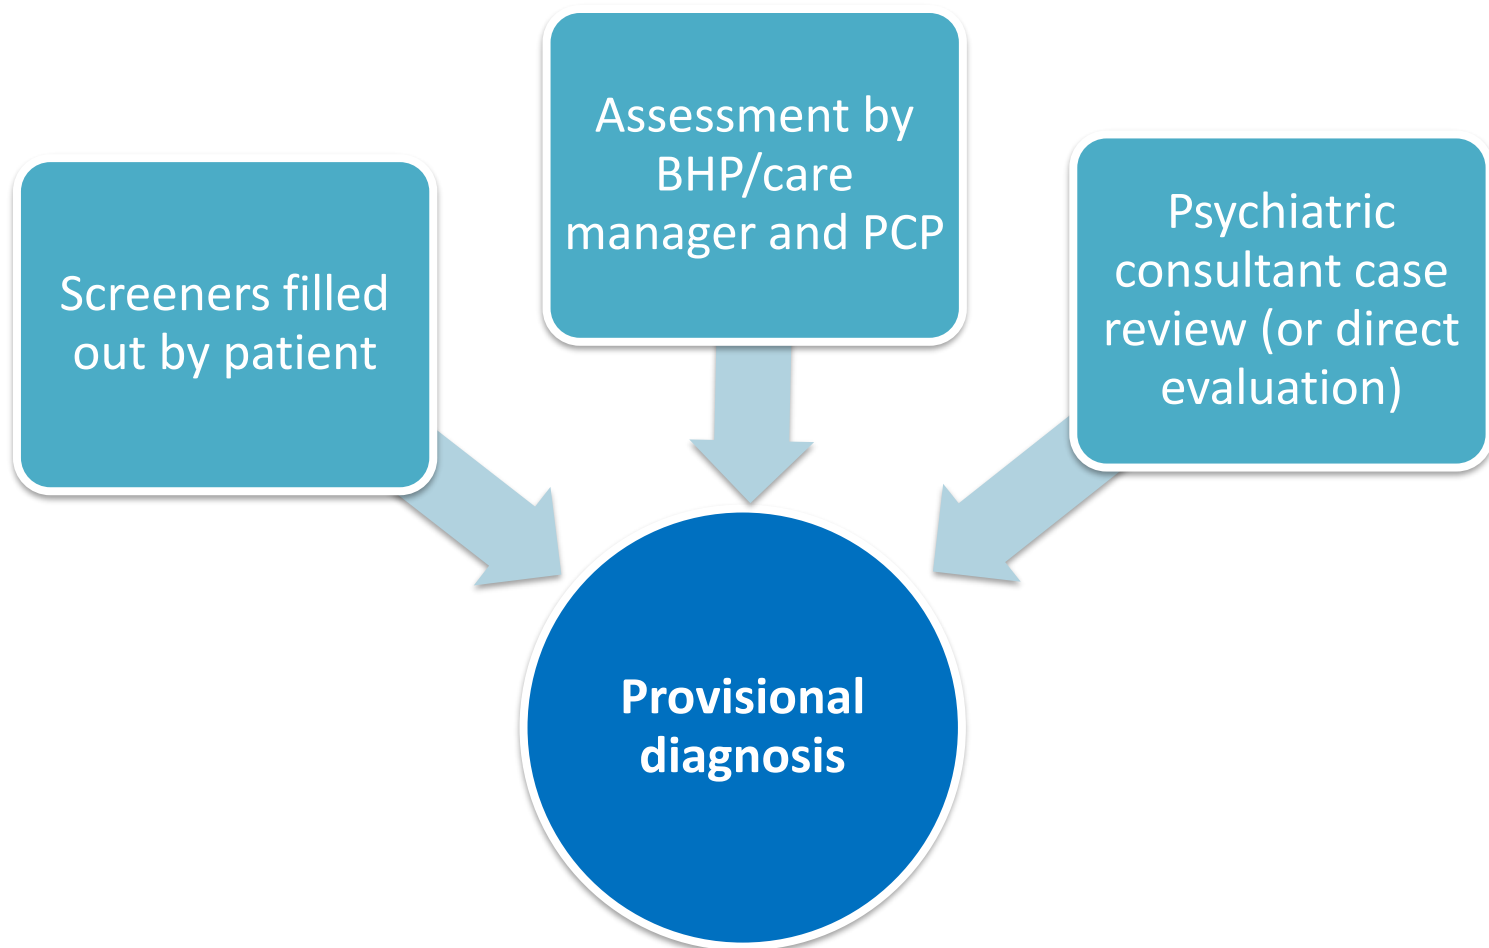 Screeners filled
out by patient
Assessment by
BHP/care
manager and PCP
Psychiatric
consultant case
review (or direct
evaluation)
Provisional
diagnosis